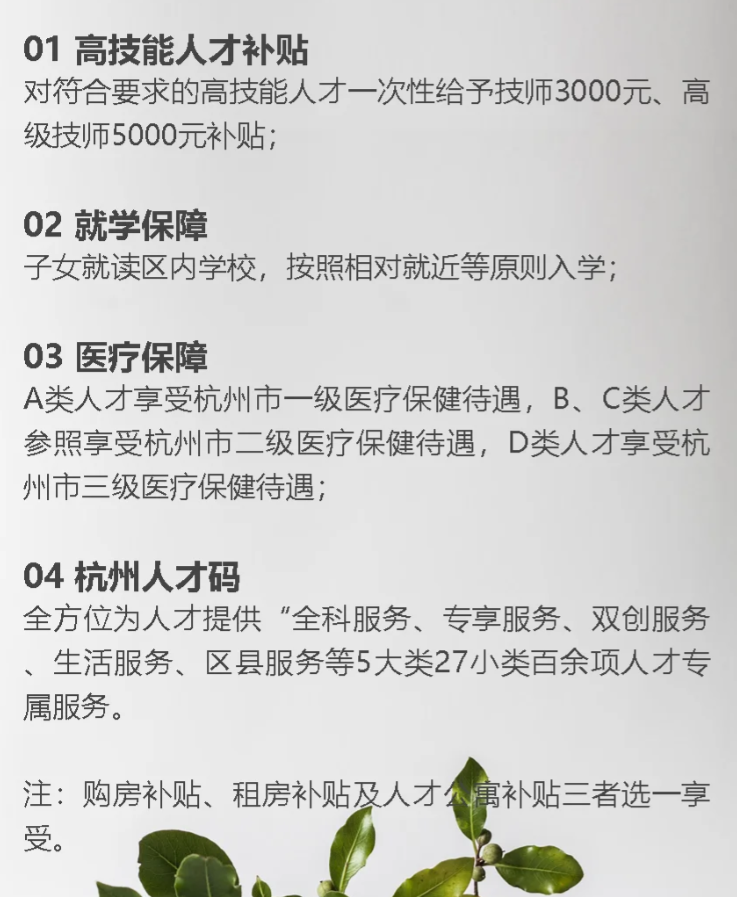 01 高技能人才补贴
对符合要求的高技能人才一次性给予技师3000元、高
级技师5000元补贴；
02 就学保障
子女就读区内学校，按照相对就近等原则入学；
03 医疗保障
A类人才享受杭州市一级医疗保健待遇，B、C类人才
参照享受杭州市二级医疗保健待遇，D类人才享受杭
州市三级医疗保健待遇；
04 杭州人才码
全方位为人才提供“全科服务、专享服务、双创服务
、生活服务、区县服务等5大类27小类百余项人才专
属服务。
注：购房补贴、租房补贴及人才公寓补贴三者选一享
受。